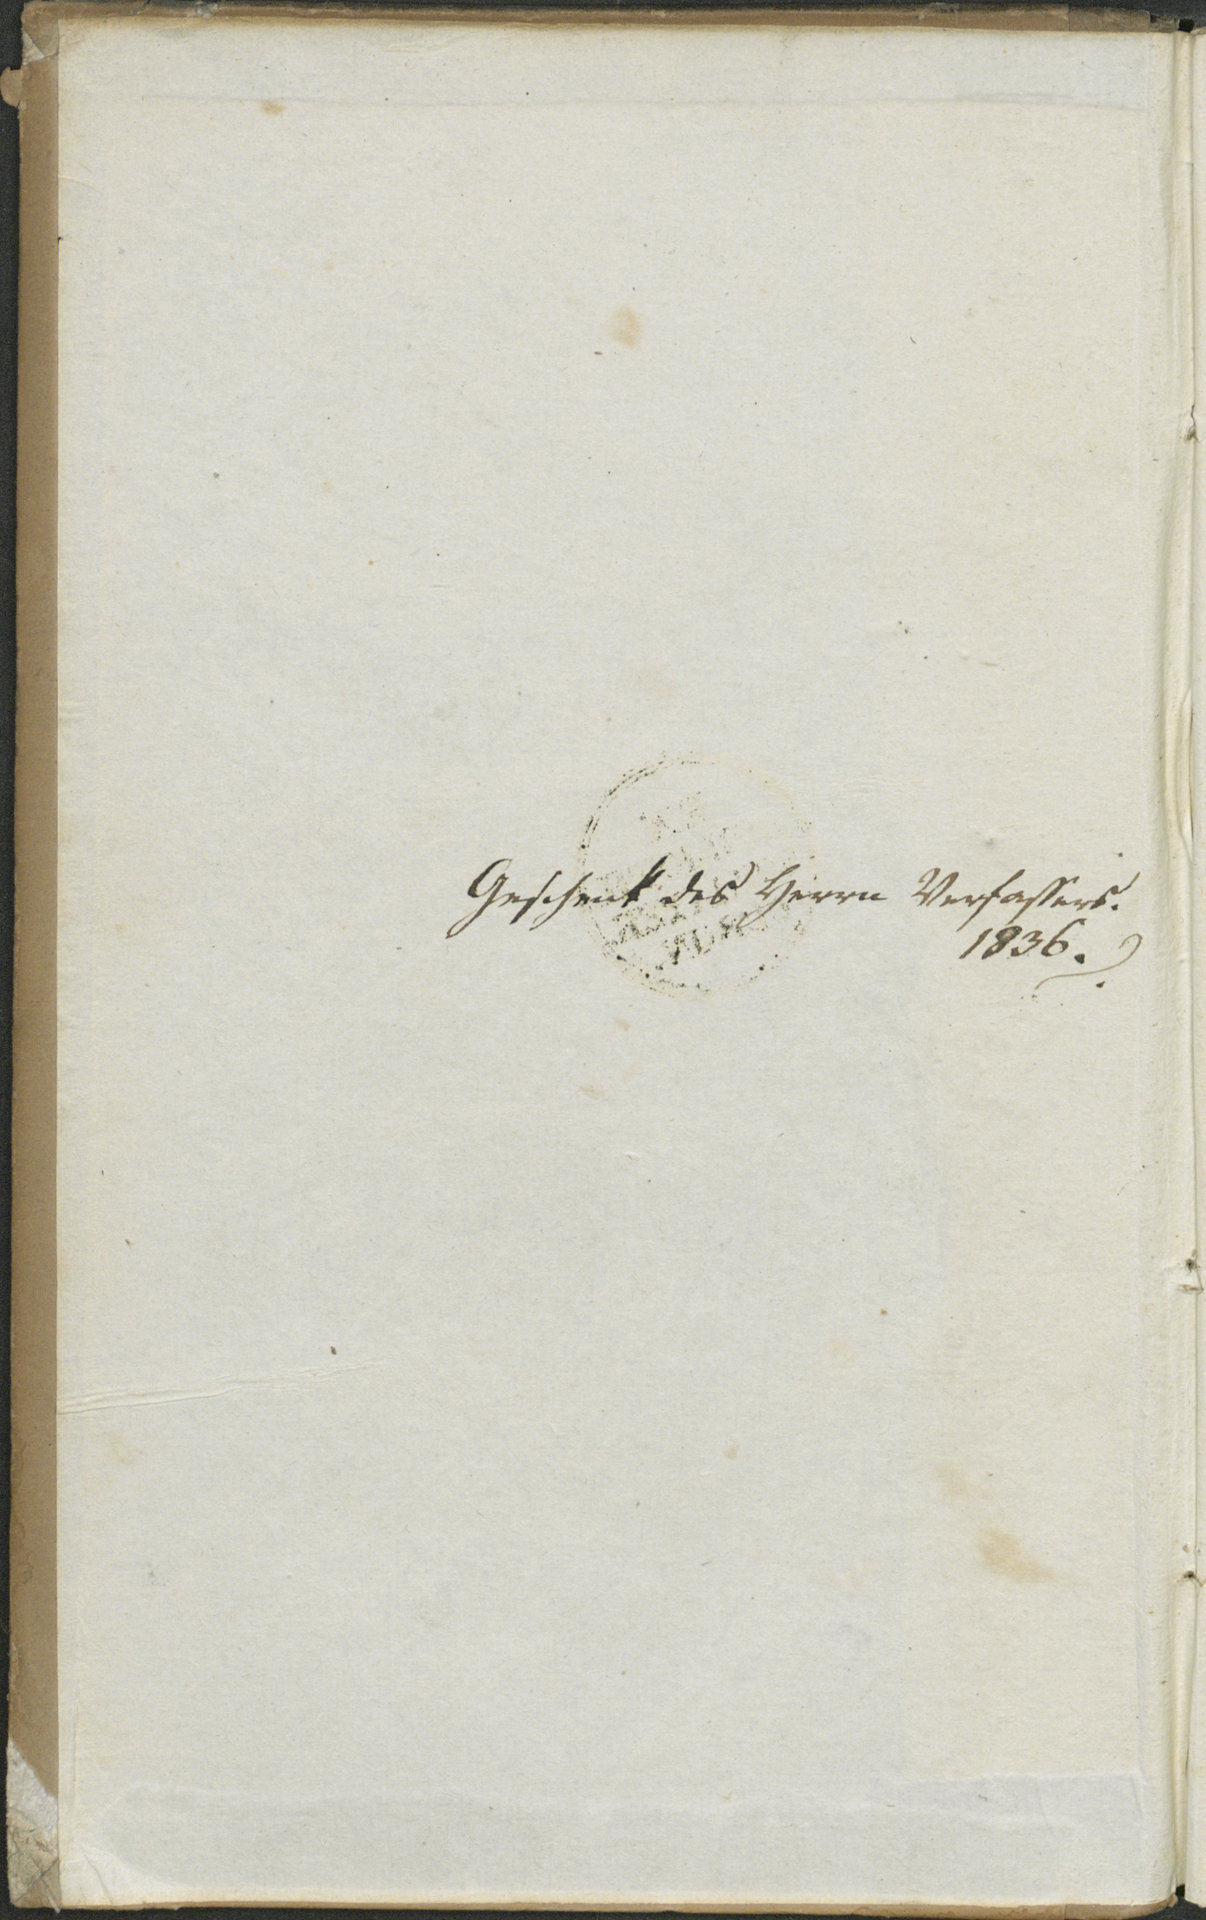 Geschenk des Herrn Verfassers.
1836.